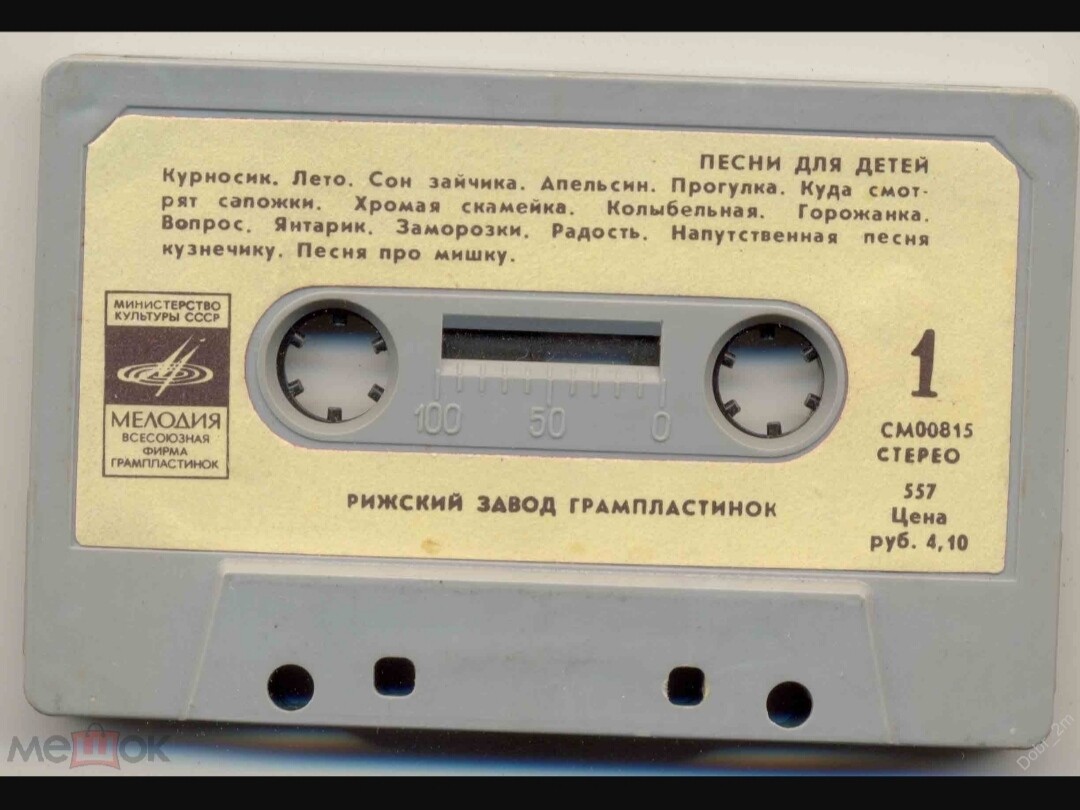 ПЕСНИ ДЛЯ ДЕТЕЙ
Курносик. Лето. Сон зайчика. Апельсин. Прогулка. Куда смот-
рят сапожки. Хромая скамейка. Колыбельная. Горожанка.
Вопрос. Янтарик. Заморозки. Радость. Напутственная песня
кузнечику. Песня про мишку.
МИНИСТЕРСТВО
КУЛЬТУРЫ СССР
МЕЛОДИЯ
ВСЕСОЮЗНАЯ
ФИРМА
ГРАМПЛАСТИНОК
100 50 0
1
СМ00815
СТЕРЕО
557
Цена
руб. 4,10
РИЖСКИЙ ЗАВОД ГРАМПЛАСТИНОК
мешок
Dobr_2m